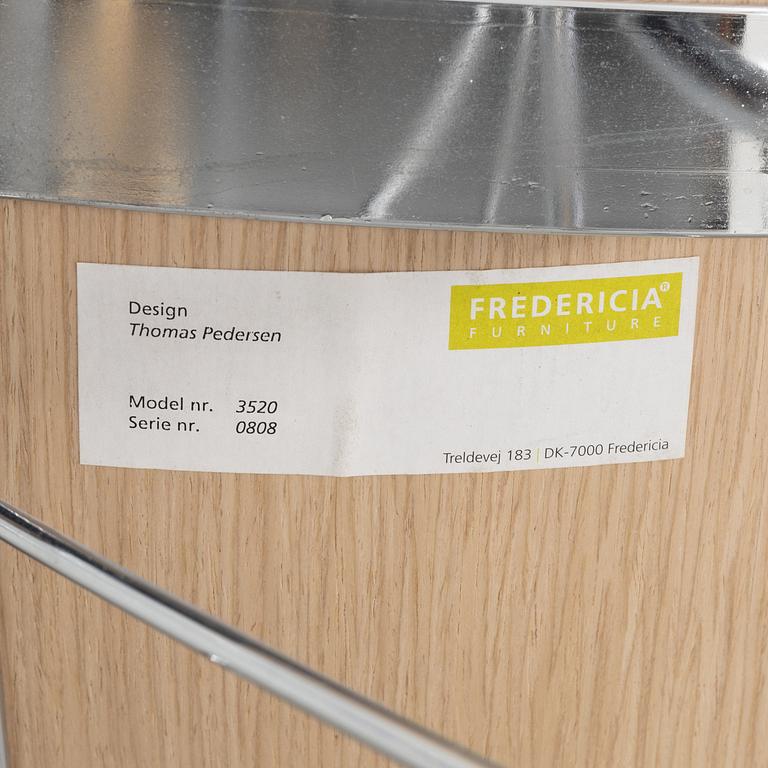 Design
Thomas Pedersen
Model nr. 3520
Serie nr. 0808
FREDERICIA®
FURNITURE
Treldevej 183 | DK-7000 Fredericia